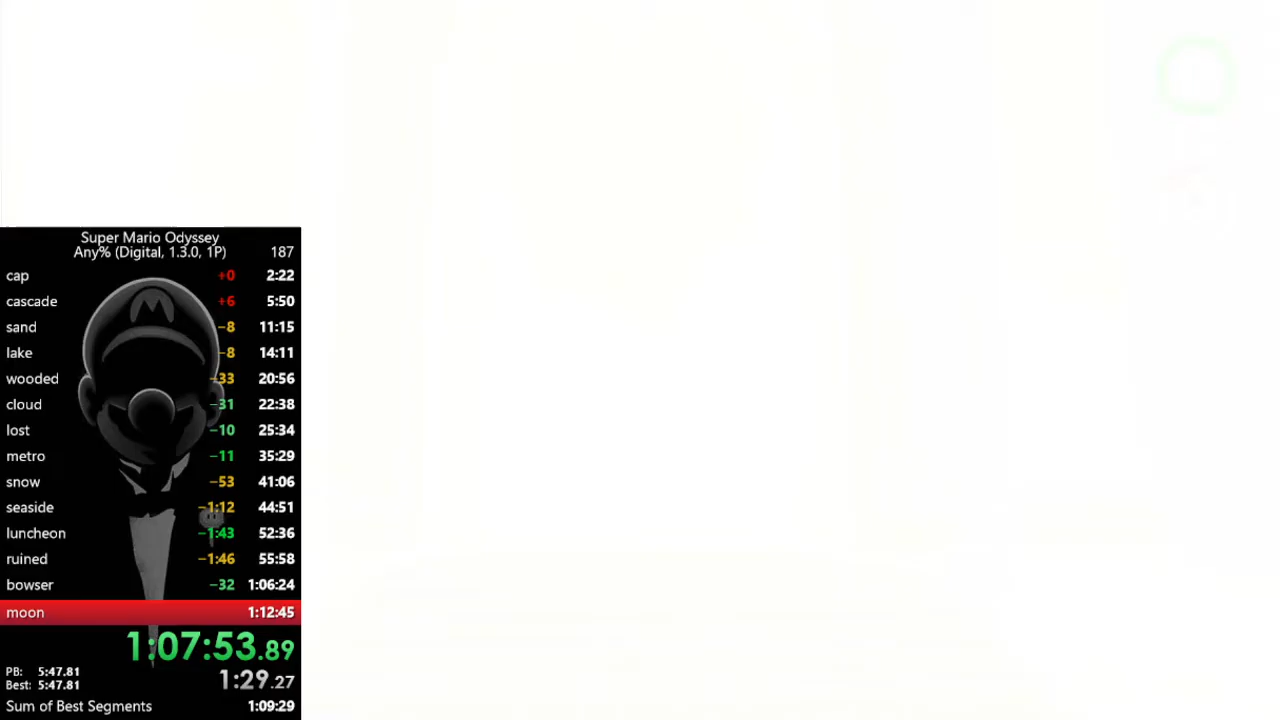 Super Mario Odyssey
Any% (Digital, 1.3.0, 1P) 187
cap +0 2:22
cascade +6 5:50
sand −8 11:15
lake −8 14:11
wooded −33 20:56
cloud −31 22:38
lost −10 25:34
metro −11 35:29
snow −53 41:06
seaside −1:12 44:51
luncheon −1:43 52:36
ruined −1:46 55:58
bowser −32 1:06:24
moon 1:12:45
1:07:53.89
PB: 5:47.81
Best: 5:47.81
1:29.27
Sum of Best Segments 1:09:29